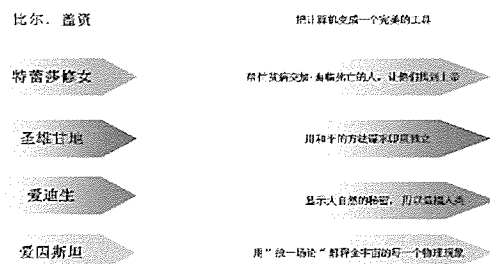 比尔．盖资
把计算机变成一个完美的工具
特蕾莎修女
帮忙贫病交加·面临死亡的人，让他们找到上帝
圣雄甘地
用和平的方法谋求印度独立
爱迪生
显示大自然的秘密，用以造福人类
爱因斯坦
用"统一场论"解释全宇宙的每一个物理现象